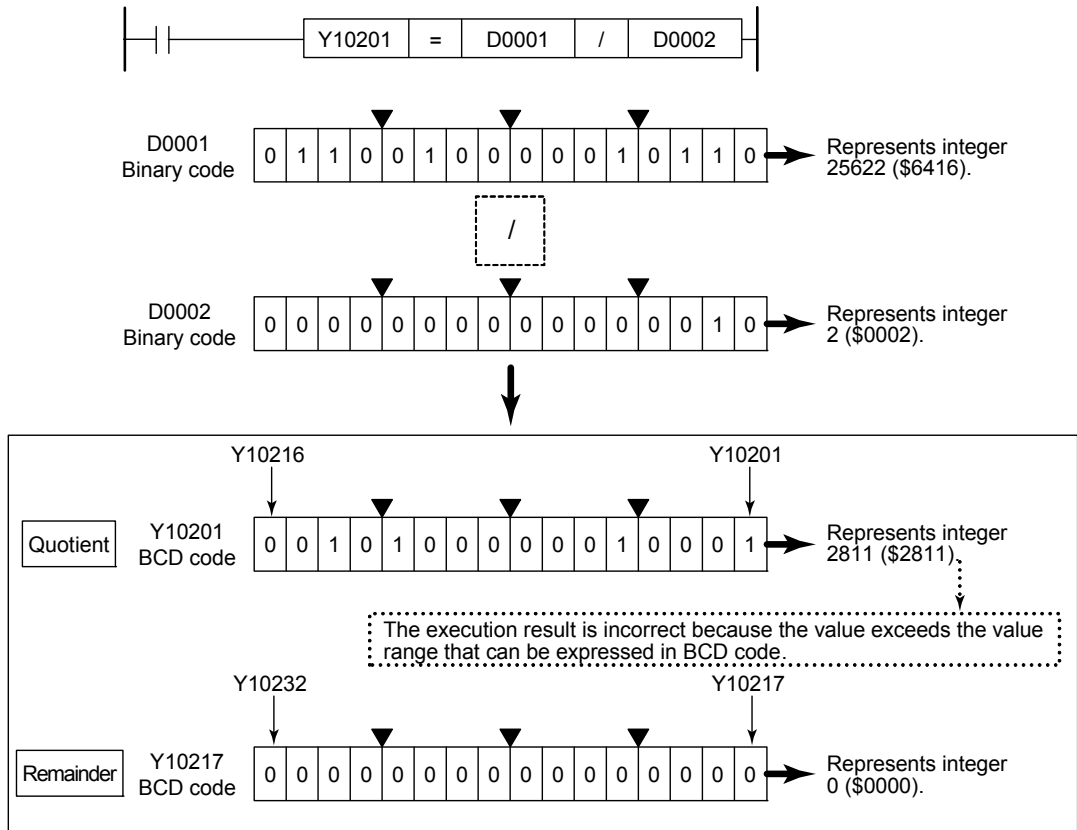 Y10201 = D0001 / D0002
D0001
Binary code
0 1 1 0 0 1 0 0 0 0 0 1 0 1 1 0
Represents integer
25622 ($6416).
/
D0002
Binary code
0 0 0 0 0 0 0 0 0 0 0 0 0 0 1 0
Represents integer
2 ($0002).
Y10216 Y10201
Quotient
Y10201
BCD code
0 0 1 0 1 0 0 0 0 0 0 1 0 0 0 1
Represents integer
2811 ($2811).
The execution result is incorrect because the value exceeds the value
range that can be expressed in BCD code.
Y10232 Y10217
Remainder
Y10217
BCD code
0 0 0 0 0 0 0 0 0 0 0 0 0 0 0 0
Represents integer
0 ($0000).